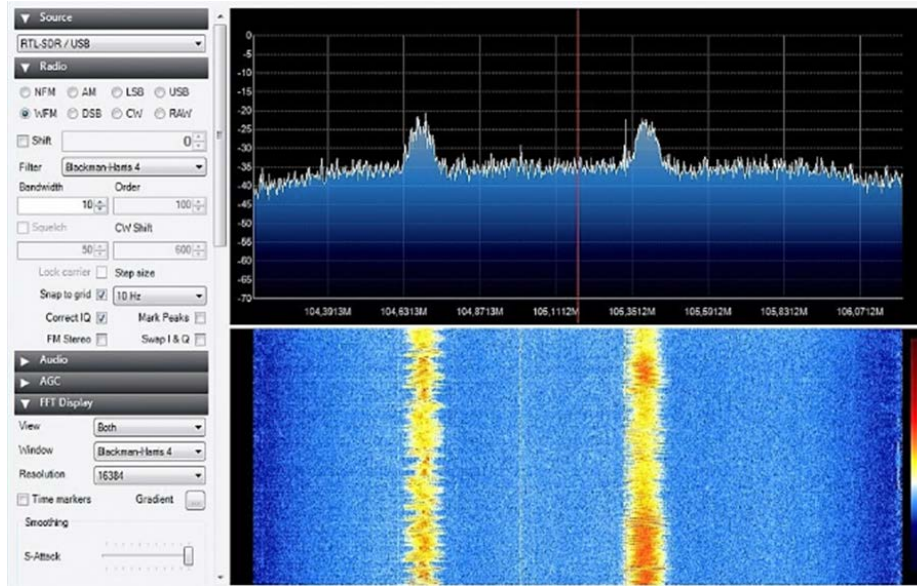 Source
RTL-SDR / USB
Radio
NFM AM LSB USB
WFM DSB CW RAW
Shift 0
Filter Blackman-Harris 4
Bandwidth Order
10 100
Squelch CW Shift
50 600
Lock carrier Step size
Snap to grid 10 Hz
Correct IQ Mark Peaks
FM Stereo Swap I & Q
Audio
AGC
FFT Display
View Both
Window Blackman-Harris 4
Resolution 16384
Time markers Gradient
Smoothing
S-Attack
0
-5
-10
-15
-20
-25
-30
-35
-40
-45
-50
-55
-60
-65
-70
104,3913M 104,6313M 104,8713M 105,1112M 105,3512M 105,5912M 105,8312M 106,0712M